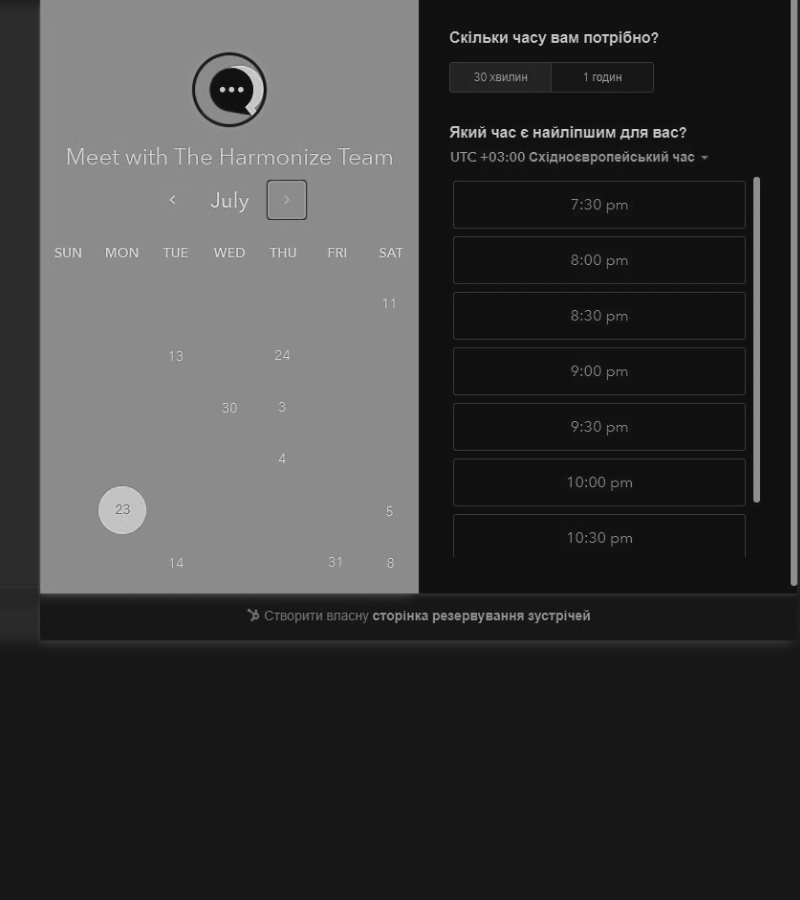 Meet with The Harmonize Team
July
SUN MON TUE WED THU FRI SAT
11
13 24
30 3
4
23 5
14 31 8
Скільки часу вам потрібно?
30 хвилин 1 годин
Який час є найліпшим для вас?
UTC +03:00 Східноєвропейський час
7:30 pm
8:00 pm
8:30 pm
9:00 pm
9:30 pm
10:00 pm
10:30 pm
Створити власну сторінка резервування зустрічей